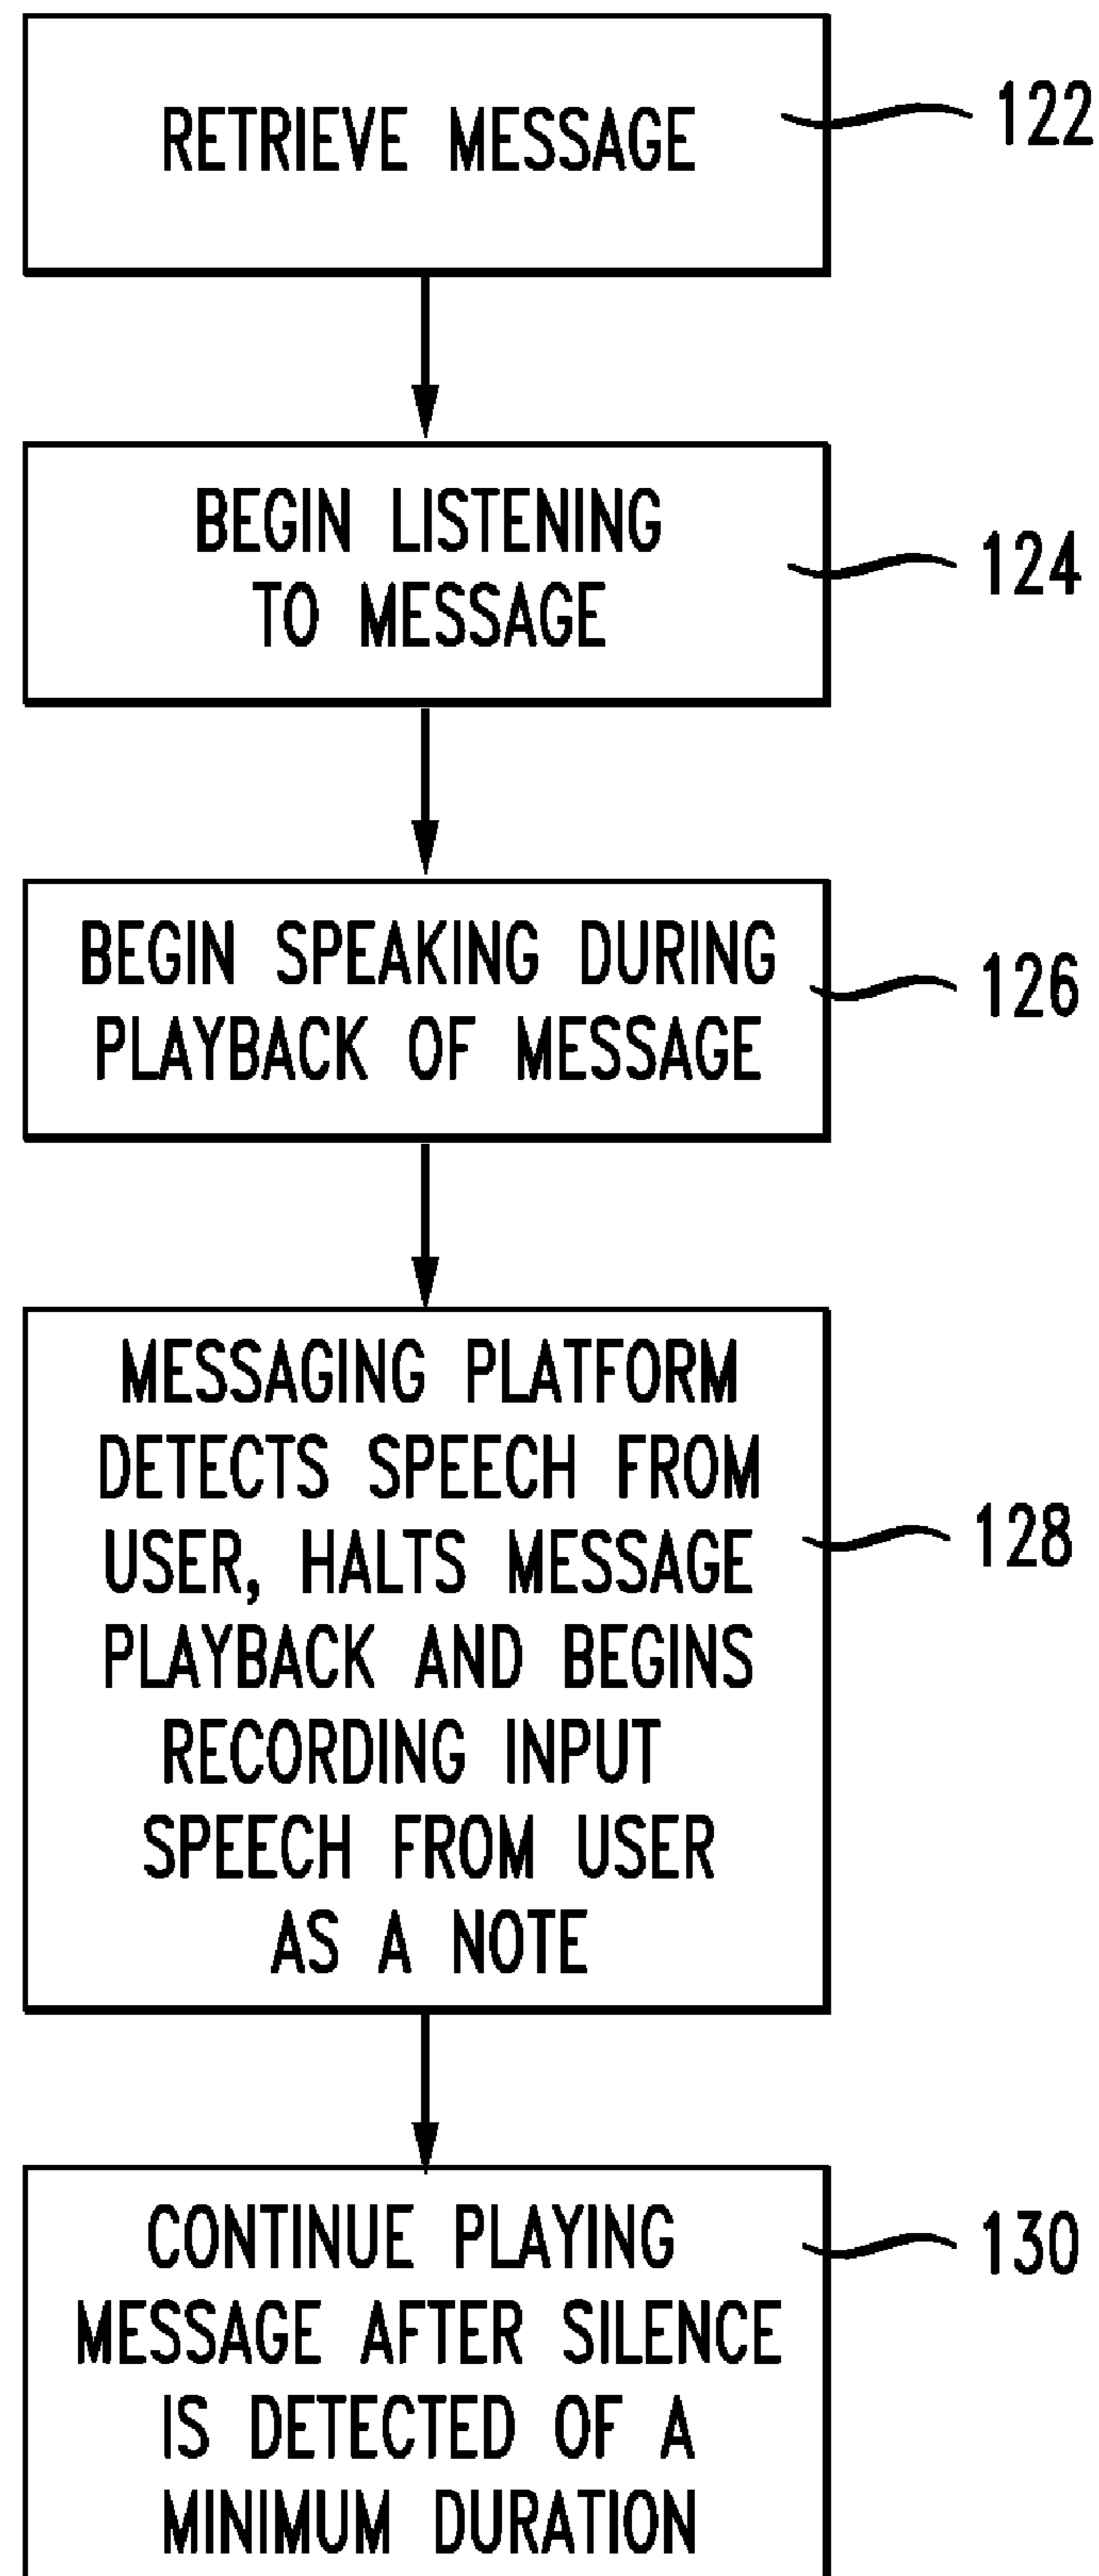 RETRIEVE MESSAGE
122
BEGIN LISTENING
TO MESSAGE
124
BEGIN SPEAKING DURING
PLAYBACK OF MESSAGE
126
MESSAGING PLATFORM
DETECTS SPEECH FROM
USER, HALTS MESSAGE
PLAYBACK AND BEGINS
RECORDING INPUT
SPEECH FROM USER
AS A NOTE
128
CONTINUE PLAYING
MESSAGE AFTER SILENCE
IS DETECTED OF A
MINIMUM DURATION
130